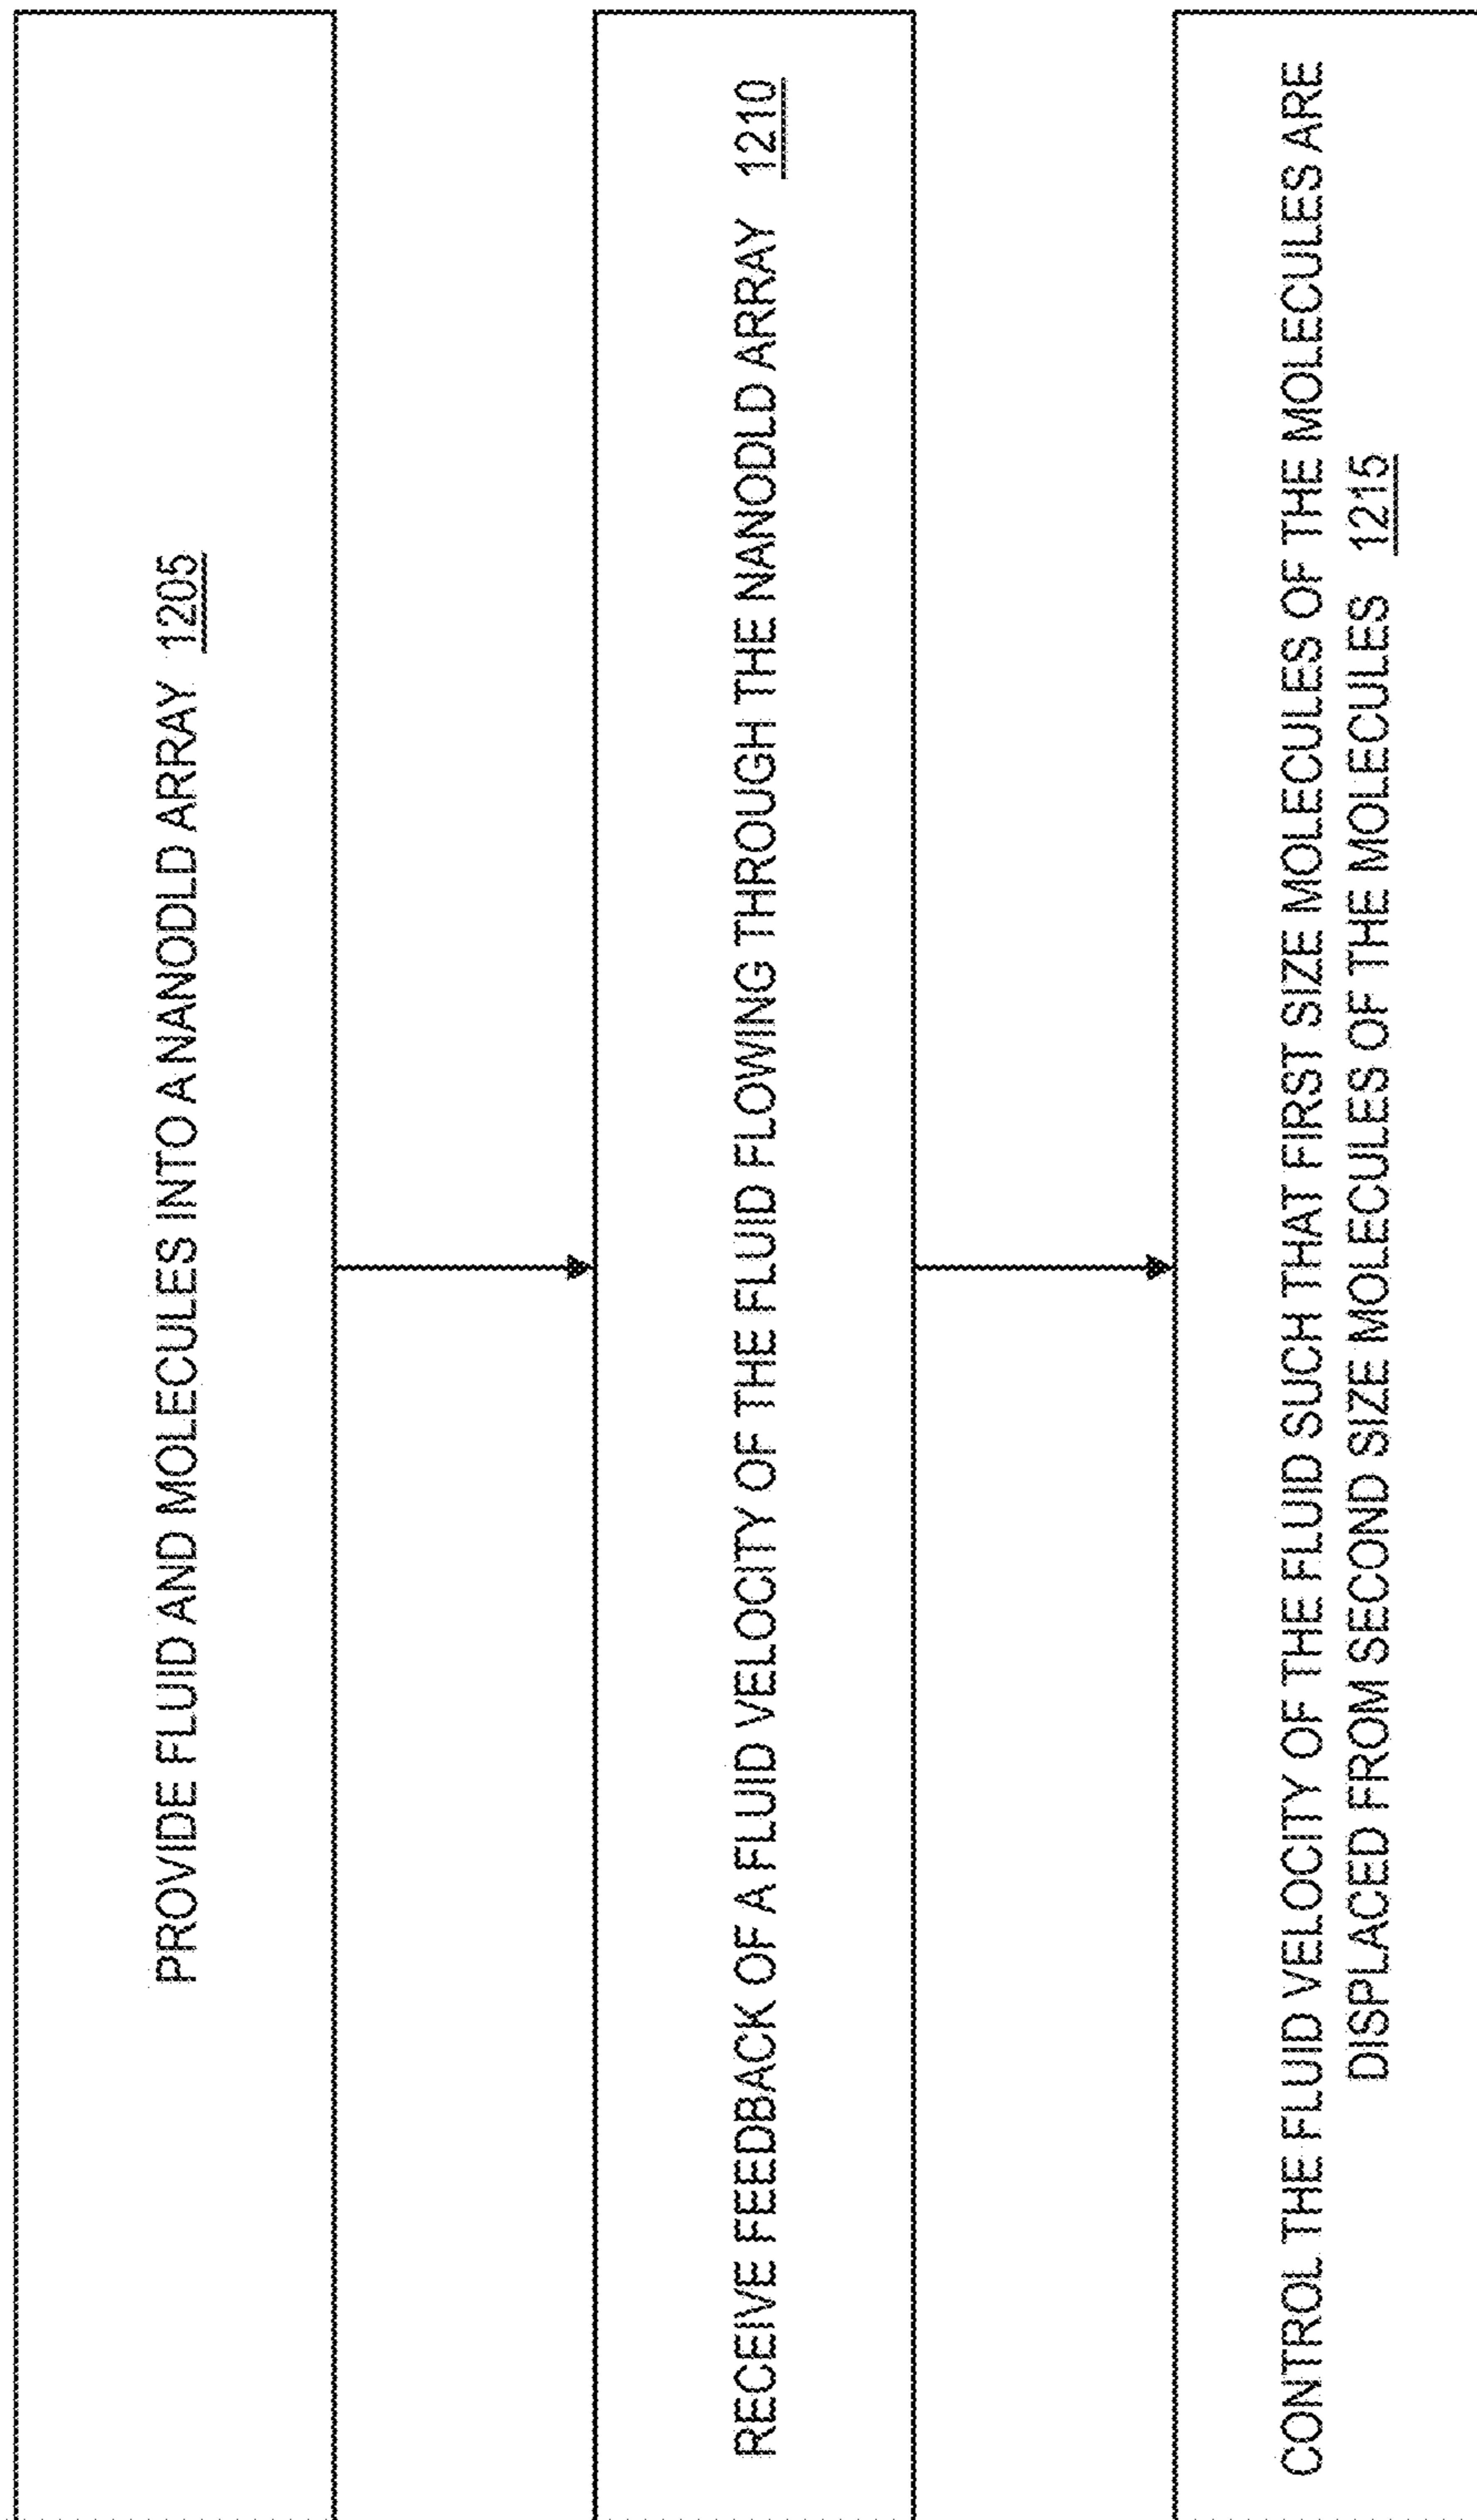 PROVIDE FLUID AND MOLECULES INTO A NANODLD ARRAY 1205
RECEIVE FEEDBACK OF A FLUID VELOCITY OF THE FLUID FLOWING THROUGH THE NANODLD ARRAY 1210
CONTROL THE FLUID VELOCITY OF THE FLUID SUCH THAT FIRST SIZE MOLECULES OF THE MOLECULES ARE
DISPLACED FROM SECOND SIZE MOLECULES OF THE MOLECULES 1215